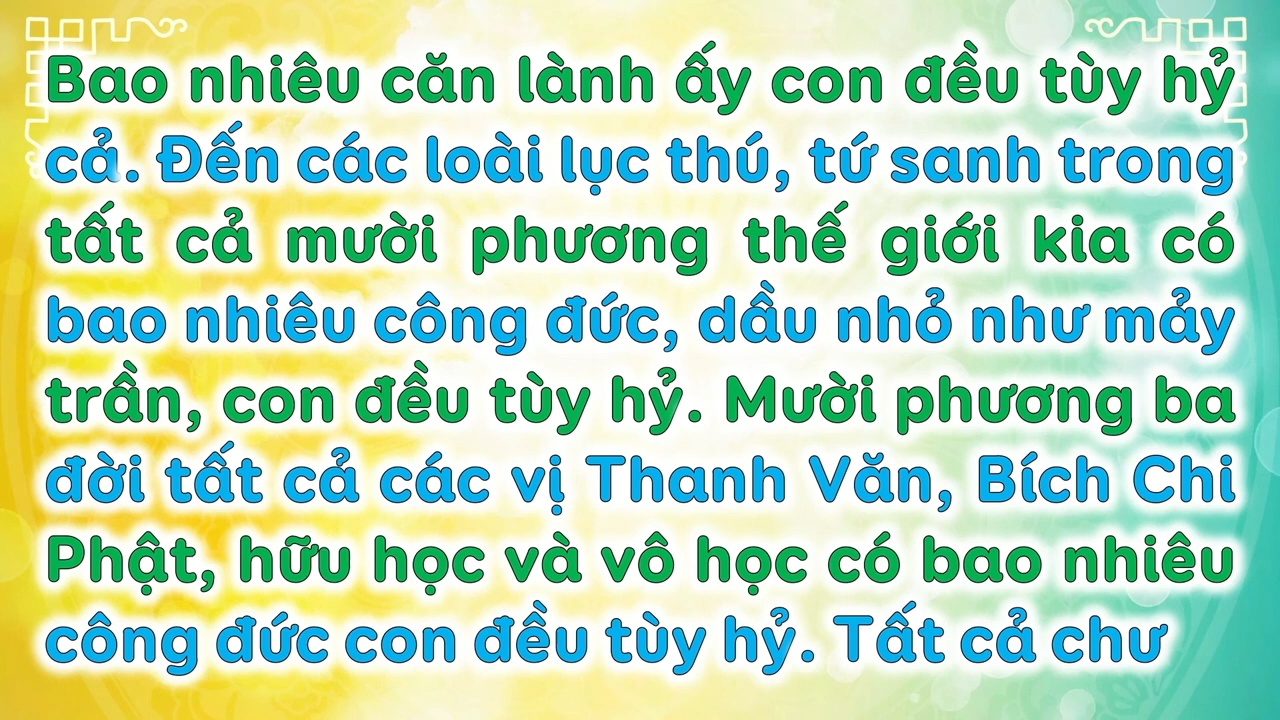 Bao nhiêu căn lành ấy con đều tùy hỷ
cả. Đến các loài lục thú, tứ sanh trong
tất cả mười phương thế giới kia có
bao nhiêu công đức, dầu nhỏ như mảy
trần, con đều tùy hỷ. Mười phương ba
đời tất cả các vị Thanh Văn, Bích Chi
Phật, hữu học và vô học có bao nhiêu
công đức con đều tùy hỷ. Tất cả chư